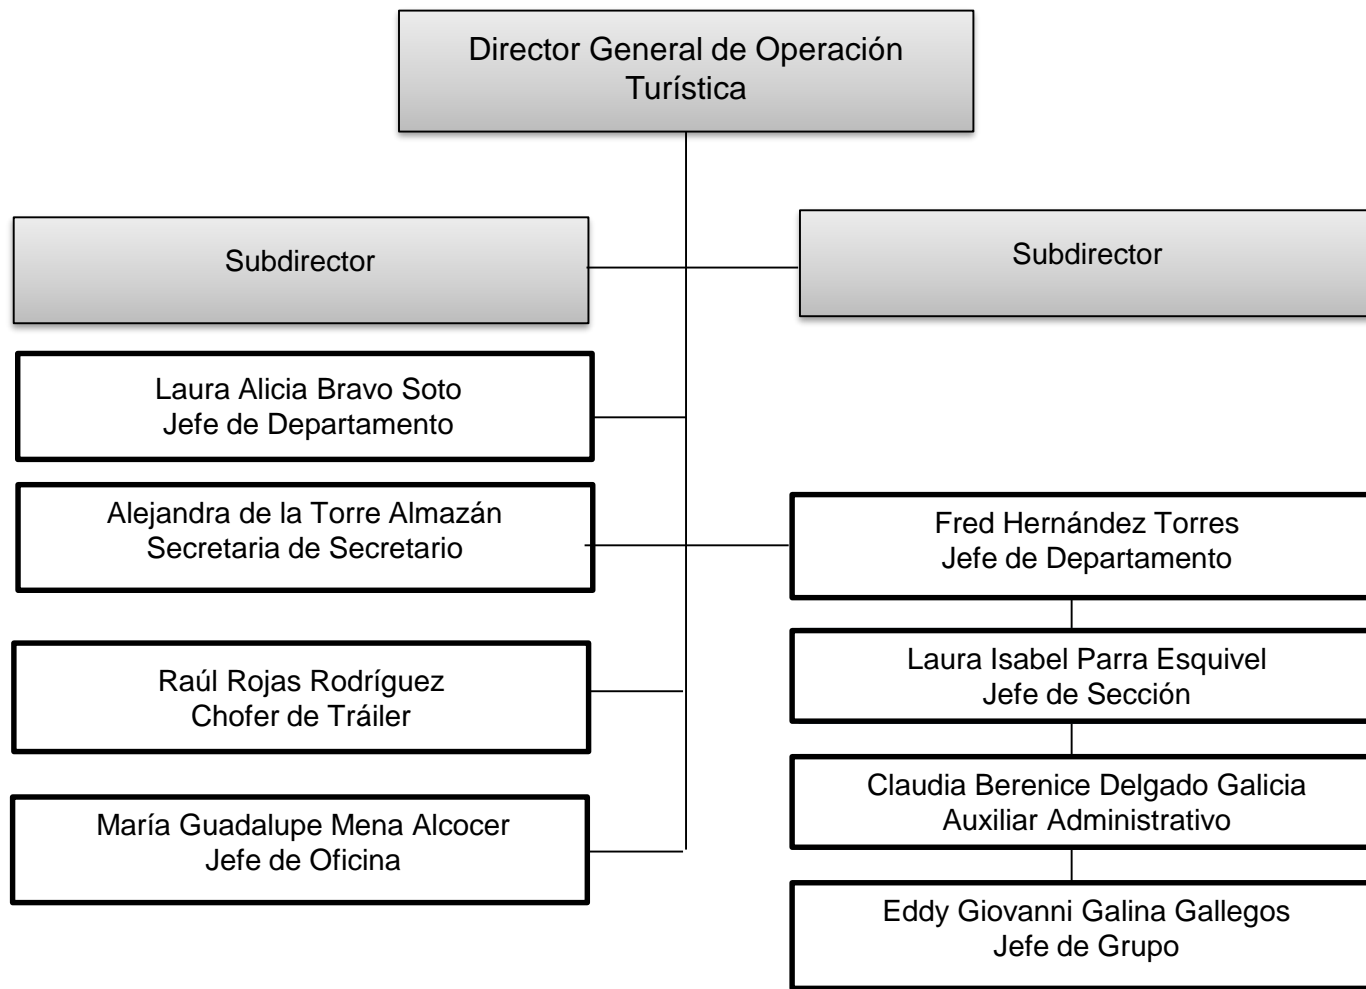 Director General de Operación
Turística
Subdirector
Subdirector
Laura Alicia Bravo Soto
Jefe de Departamento
Alejandra de la Torre Almazán
Secretaria de Secretario
Raúl Rojas Rodríguez
Chofer de Tráiler
María Guadalupe Mena Alcocer
Jefe de Oficina
Fred Hernández Torres
Jefe de Departamento
Laura Isabel Parra Esquivel
Jefe de Sección
Claudia Berenice Delgado Galicia
Auxiliar Administrativo
Eddy Giovanni Galina Gallegos
Jefe de Grupo